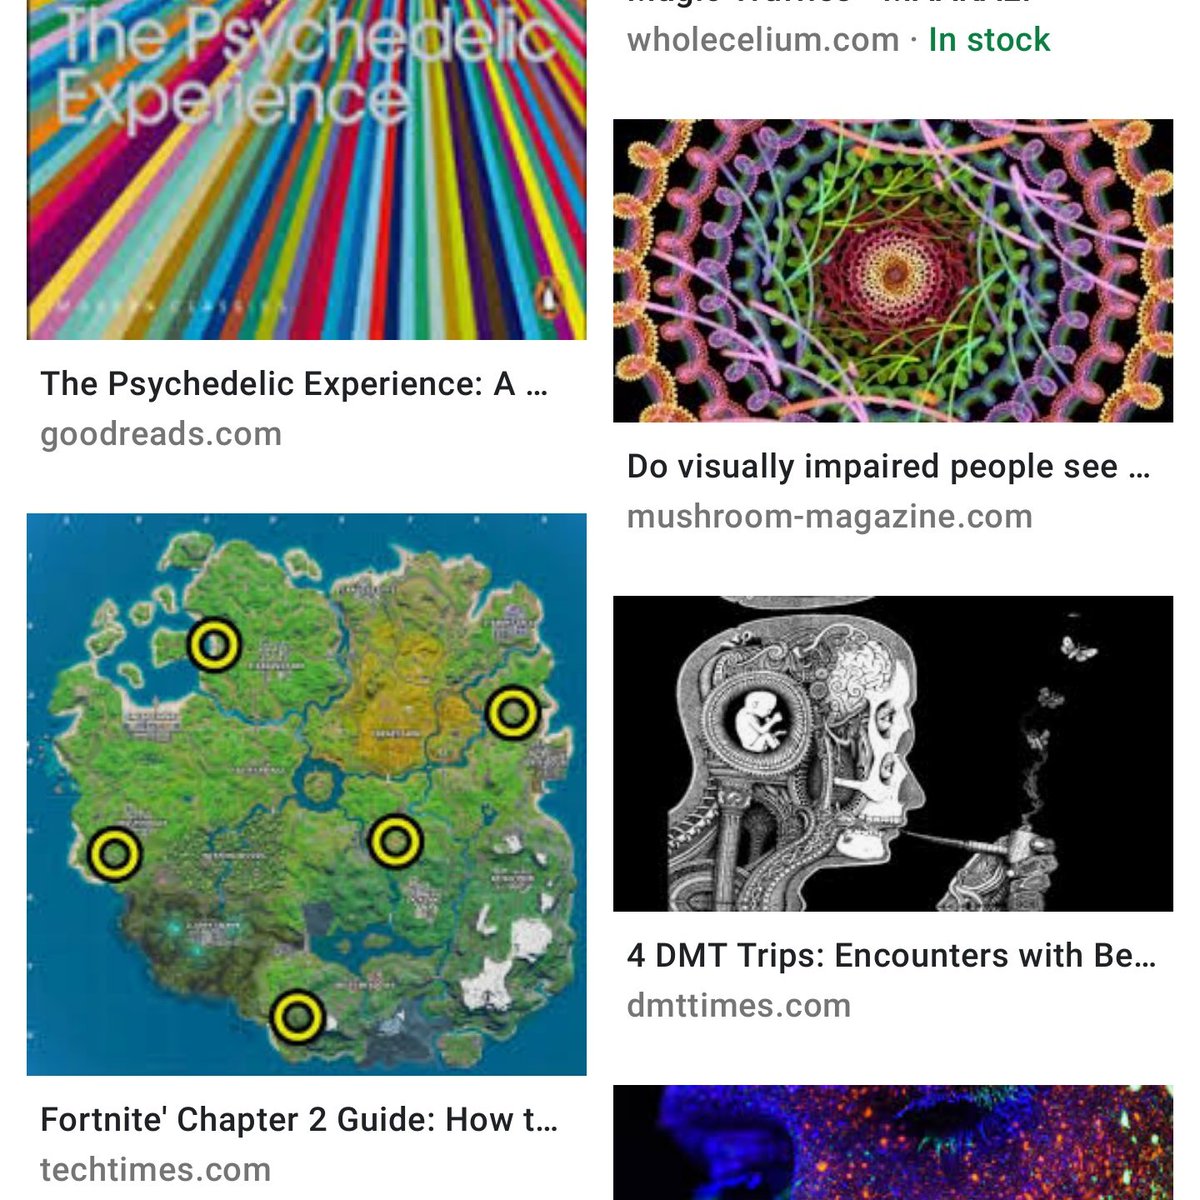 The Psychedelic
Experience
The Psychedelic Experience: A ...
goodreads.com
Fortnite' Chapter 2 Guide: How t...
techtimes.com
wholecelium.com · In stock
Do visually impaired people see ...
mushroom-magazine.com
4 DMT Trips: Encounters with Be...
dmttimes.com